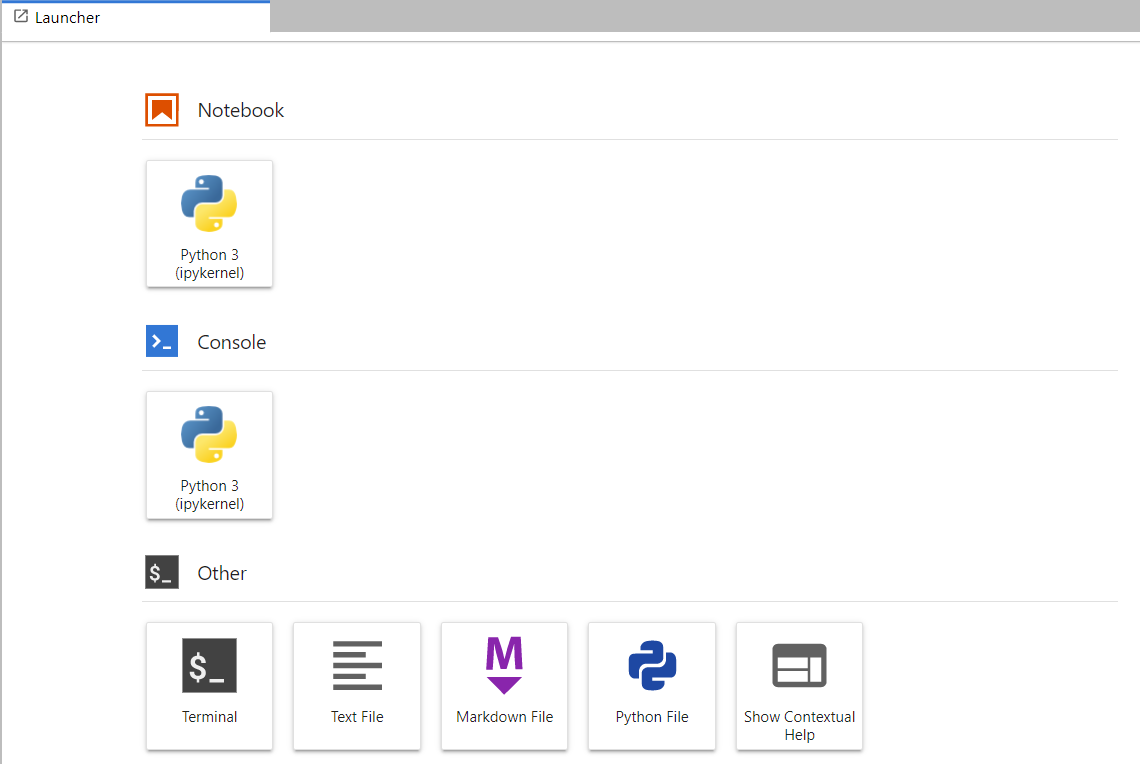 Launcher
Notebook
Python 3
(ipykernel)
Console
Python 3
(ipykernel)
$_ Other
$_
Terminal
Text File
M
Markdown File
Python File
Show Contextual
Help